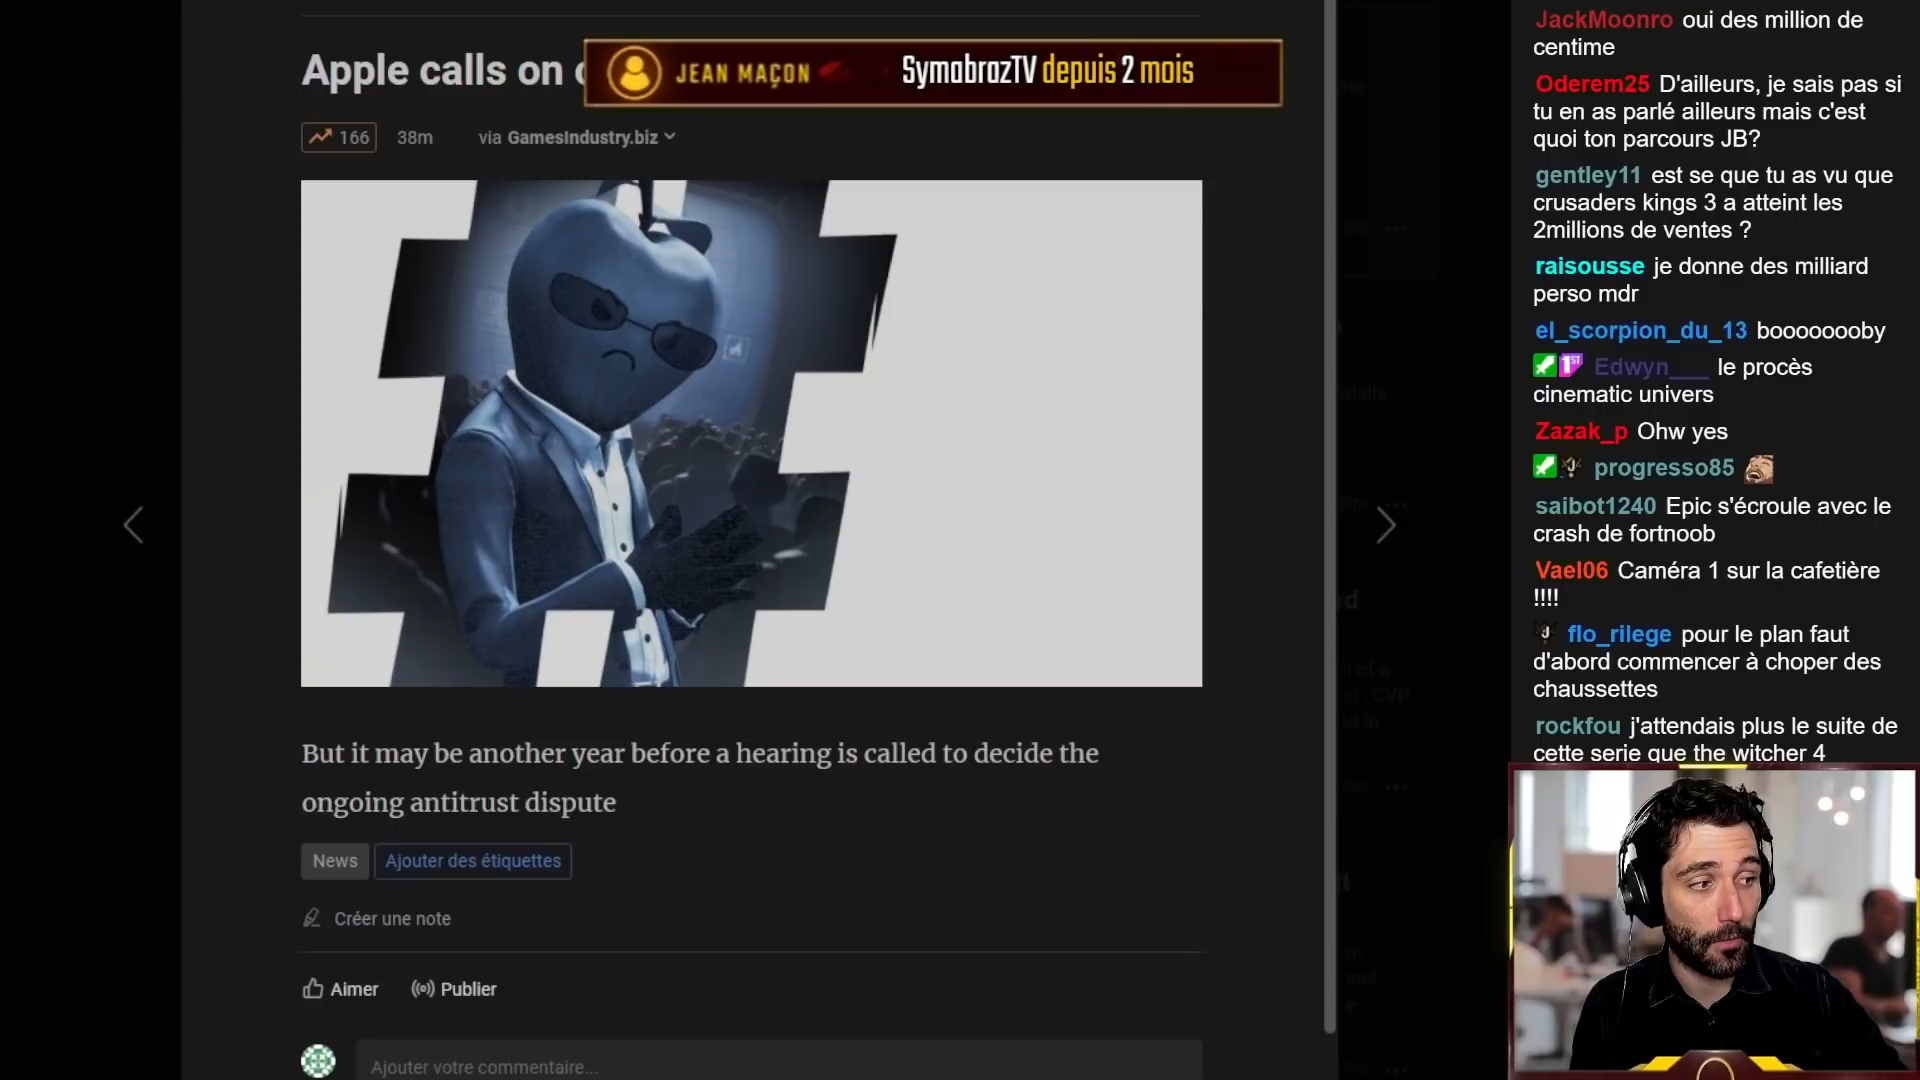 Apple calls on
JEAN MAÇON
SymabrazTV depuis 2 mois
166
38m
via GamesIndustry.biz
But it may be another year before a hearing is called to decide the
ongoing antitrust dispute
News
Ajouter des étiquettes
Créer une note
Aimer
Publier
Ajouter votre commentaire...
JackMoonro oui des million de
centime
Oderem25 D'ailleurs, je sais pas si
tu en as parlé ailleurs mais c'est
quoi ton parcours JB?
gentley11 est se que tu as vu que
crusaders kings 3 a atteint les
2millions de ventes ?
raisousse je donne des milliard
perso mdr
el_scorpion_du_13 boooooooby
1ST Edwyn___ le procès
cinematic univers
Zazak_p Ohw yes
progresso85
saibot1240 Epic s'écroule avec le
crash de fortnoob
Vael06 Caméra 1 sur la cafetière
!!!!
J flo_rilege pour le plan faut
d'abord commencer à choper des
chaussettes
rockfou j'attendais plus le suite de
cette serie que the witcher 4